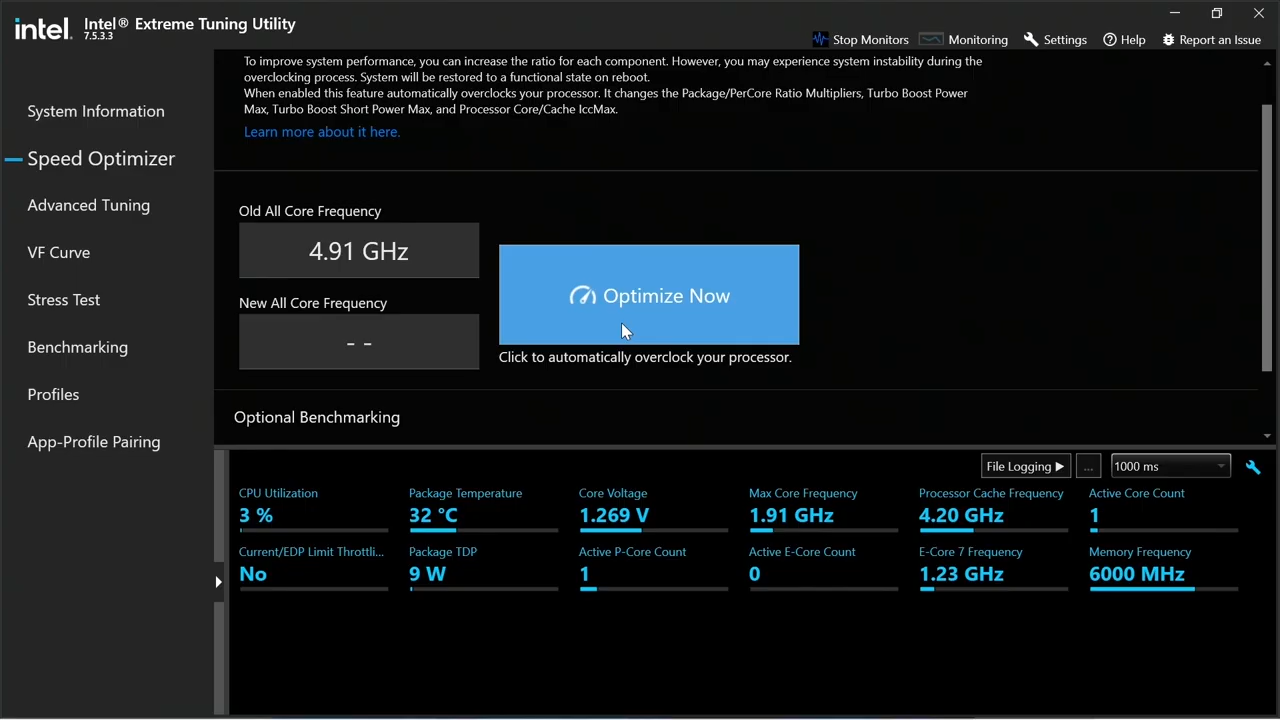 intel.
Intel® Extreme Tuning Utility
7.5.3.3
Stop Monitors
Monitoring
Settings
Help
Report an Issue
System Information
Speed Optimizer
Advanced Tuning
VF Curve
Stress Test
Benchmarking
Profiles
App-Profile Pairing
To improve system performance, you can increase the ratio for each component. However, you may experience system instability during the
overclocking process. System will be restored to a functional state on reboot.
When enabled this feature automatically overclocks your processor. It changes the Package/PerCore Ratio Multipliers, Turbo Boost Power
Max, Turbo Boost Short Power Max, and Processor Core/Cache IccMax.
Learn more about it here.
Old All Core Frequency
4.91 GHz
New All Core Frequency
- -
Optimize Now
Click to automatically overclock your processor.
Optional Benchmarking
File Logging
...
1000 ms
CPU Utilization
3 %
Package Temperature
32 °C
Core Voltage
1.269 V
Max Core Frequency
1.91 GHz
Processor Cache Frequency
4.20 GHz
Active Core Count
1
Current/EDP Limit Throttli...
No
Package TDP
9 W
Active P-Core Count
1
Active E-Core Count
0
E-Core 7 Frequency
1.23 GHz
Memory Frequency
6000 MHz